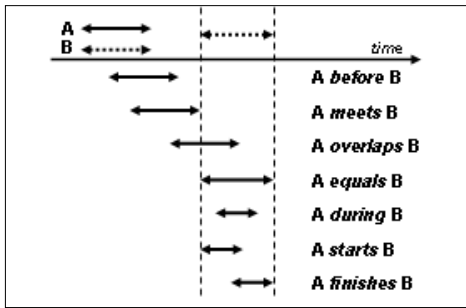 A
B
time
A before B
A meets B
A overlaps B
A equals B
A during B
A starts B
A finishes B